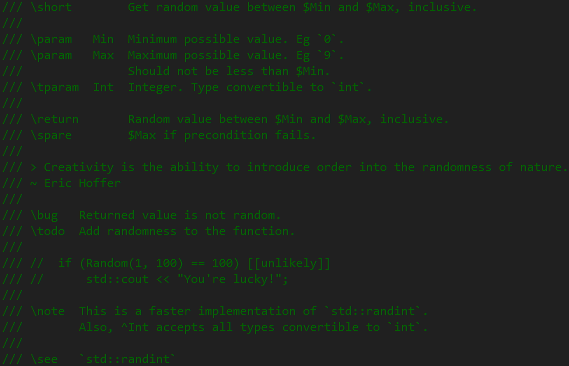 /// \short        Get random value between $Min and $Max, inclusive.
///
/// \param   Min  Minimum possible value. Eg `0`.
/// \param   Max  Maximum possible value. Eg `9`.
///               Should not be less than $Min.
/// \tparam  Int  Integer. Type convertible to `int`.
///
/// \return       Random value between $Min and $Max, inclusive.
/// \spare        $Max if precondition fails.
///
/// > Creativity is the ability to introduce order into the randomness of nature.
/// ~ Eric Hoffer
///
/// \bug   Returned value is not random.
/// \todo  Add randomness to the function.
///
/// //  if (Random(1, 100) == 100) [[unlikely]]
/// //      std::cout << "You're lucky!";
///
/// \note  This is a faster implementation of `std::randint`.
///        Also, ^Int accepts all types convertible to `int`.
///
/// \see   `std::randint`